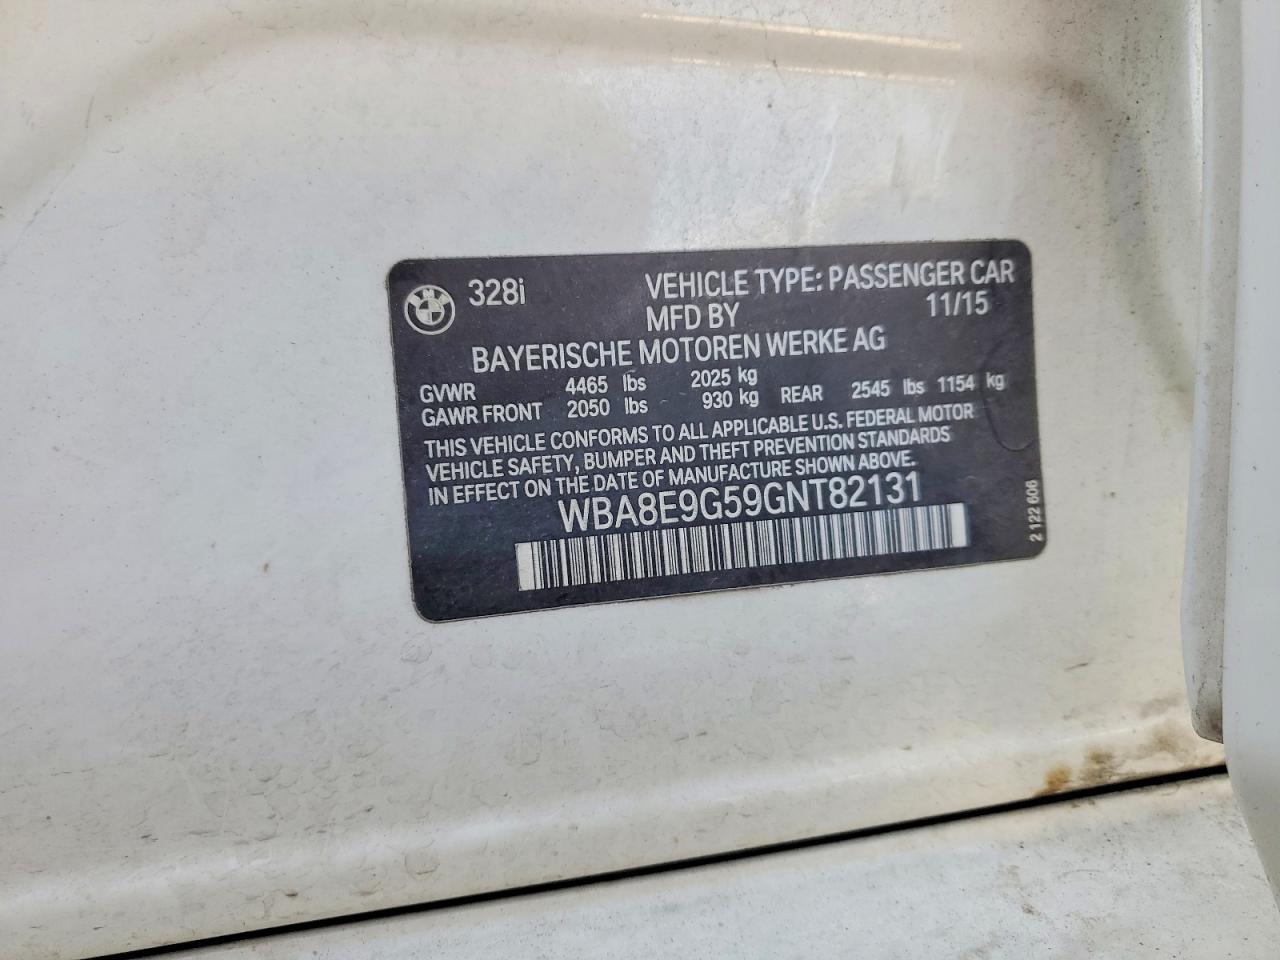 328i VEHICLE TYPE: PASSENGER CAR
MFD BY 11/15
BAYERISCHE MOTOREN WERKE AG
GVWR 4465 lbs 2025 kg
GAWR FRONT 2050 lbs 930 kg REAR 2545 lbs 1154 kg
THIS VEHICLE CONFORMS TO ALL APPLICABLE U.S. FEDERAL MOTOR
VEHICLE SAFETY, BUMPER AND THEFT PREVENTION STANDARDS
IN EFFECT ON THE DATE OF MANUFACTURE SHOWN ABOVE.
WBA8E9G59GNT82131
2 122 606